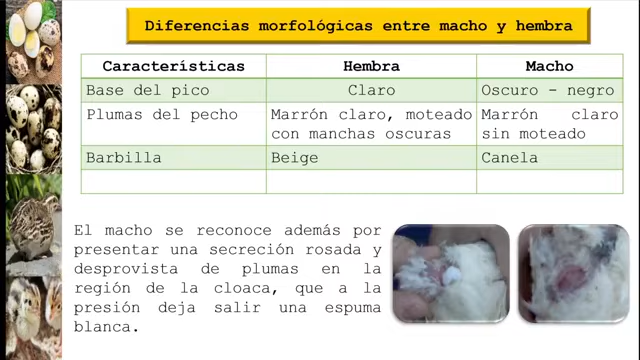 Diferencias morfológicas entre macho y hembra
Características Hembra Macho
Base del pico Claro Oscuro – negro
Plumas del pecho Marrón claro, moteado Marrón claro
con manchas oscuras sin moteado
Barbilla Beige Canela
El macho se reconoce además por
presentar una secreción rosada y
desprovista de plumas en la
región de la cloaca, que a la
presión deja salir una espuma
blanca.